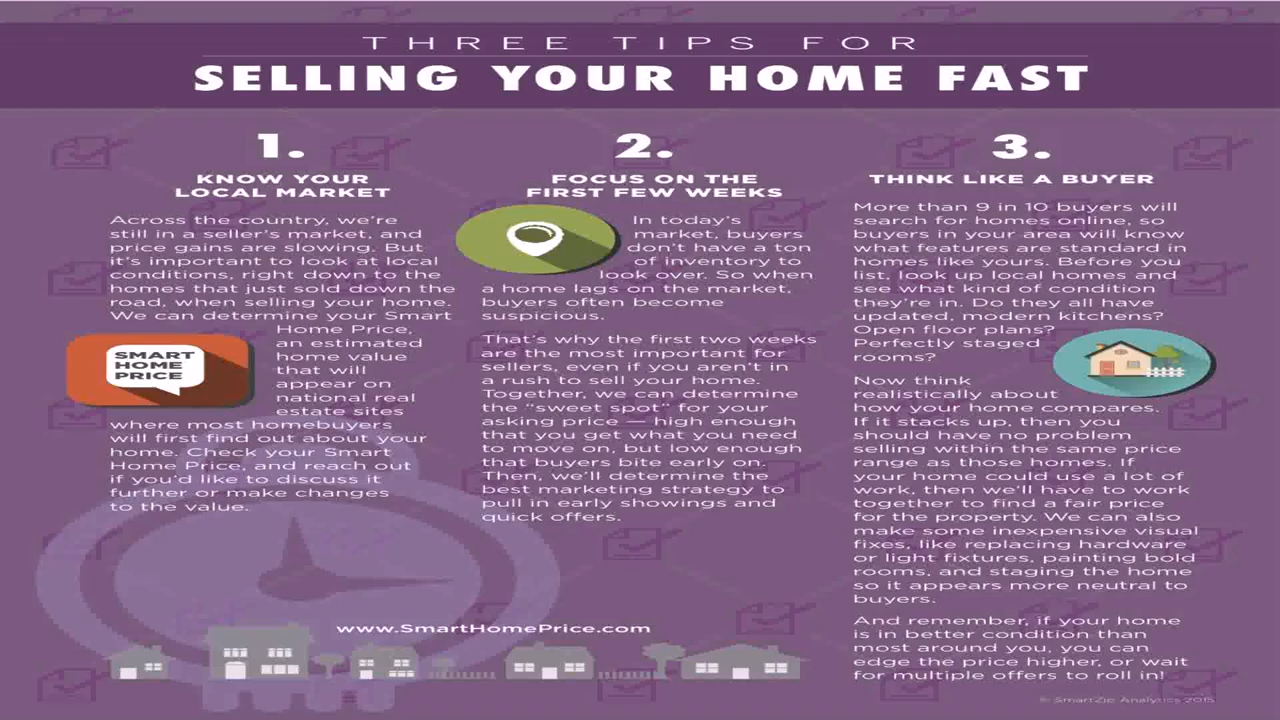 THREE TIPS FOR
SELLING YOUR HOME FAST
1.
KNOW YOUR
LOCAL MARKET
Across the country, we're
still in a seller's market, and
price gains are slowing. But
it's important to look at local
conditions, right down to the
homes that just sold down the
road, when selling your home.
We can determine your Smart
Home Price,
an estimated
home value
that will
appear on
national real
estate sites
where most homebuyers
will first find out about your
home. Check your Smart
Home Price, and reach out
if you'd like to discuss it
further or make changes
to the value.
SMART
HOME
PRICE
2.
FOCUS ON THE
FIRST FEW WEEKS
In today's
market, buyers
don't have a ton
of inventory to
look over. So when
a home lags on the market,
buyers often become
suspicious.
That's why the first two weeks
are the most important for
sellers, even if you aren't in
a rush to sell your home.
Together, we can determine
the "sweet spot" for your
asking price — high enough
that you get what you need
to move on, but low enough
that buyers bite early on.
Then, we'll determine the
best marketing strategy to
pull in early showings and
quick offers.
3.
THINK LIKE A BUYER
More than 9 in 10 buyers will
search for homes online, so
buyers in your area will know
what features are standard in
homes like yours. Before you
list, look up local homes and
see what kind of condition
they're in. Do they all have
updated, modern kitchens?
Open floor plans?
Perfectly staged
rooms?
Now think
realistically about
how your home compares.
If it stacks up, then you
should have no problem
selling within the same price
range as those homes. If
your home could use a lot of
work, then we'll have to work
together to find a fair price
for the property. We can also
make some inexpensive visual
fixes, like replacing hardware
or light fixtures, painting bold
rooms, and staging the home
so it appears more neutral to
buyers.
And remember, if your home
is in better condition than
most around you, you can
edge the price higher, or wait
for multiple offers to roll in!
www.SmartHomePrice.com
© SmartZip Analytics 2015